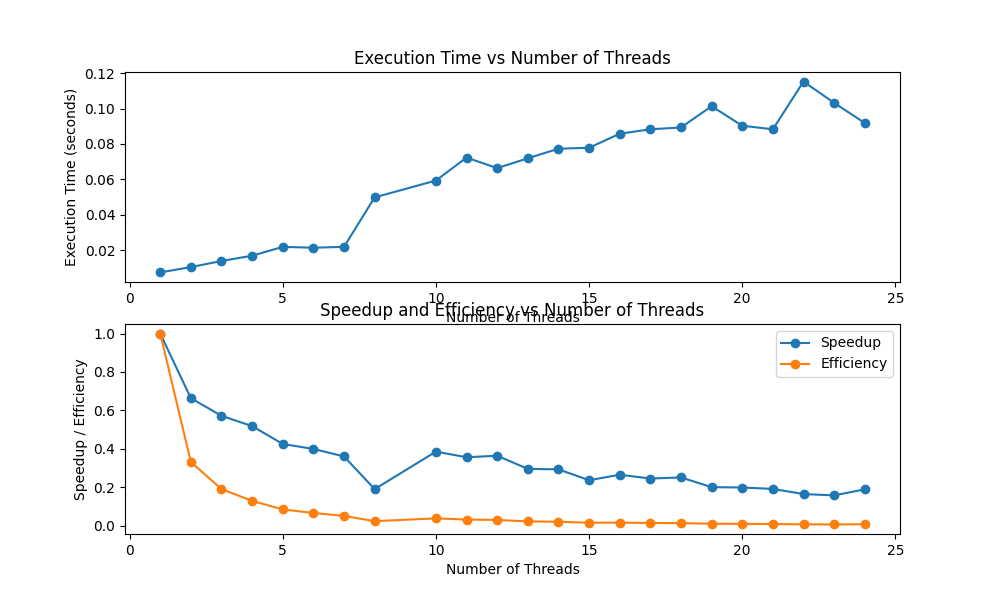 Execution Time vs Number of Threads
0.12
0.10
0.08
0.06
0.04
0.02
Execution Time (seconds)
0 5 10 15 20 25
Number of Threads
Speedup and Efficiency vs Number of Threads
1.0
0.8
0.6
0.4
0.2
0.0
Speedup / Efficiency
Speedup
Efficiency
0 5 10 15 20 25
Number of Threads